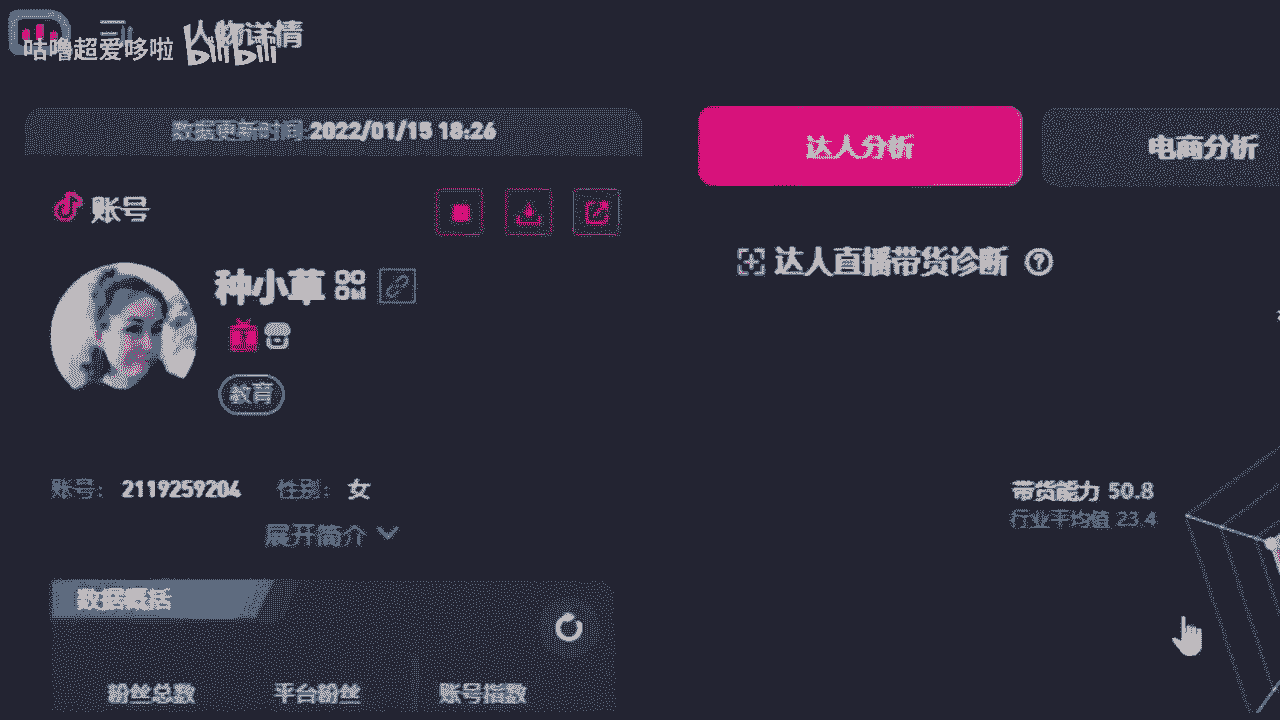 人物详情
咕噜超爱哆啦 bilibili
数据更新时间 2022/01/15 18:26
达人分析
电商分析
账号
达人直播带货诊断
种小草
教育
账号: 2119259204 性别: 女
展开简介
带货能力 50.8
行业平均值 23.4
数据概括
粉丝总数 平台粉丝 账号指数